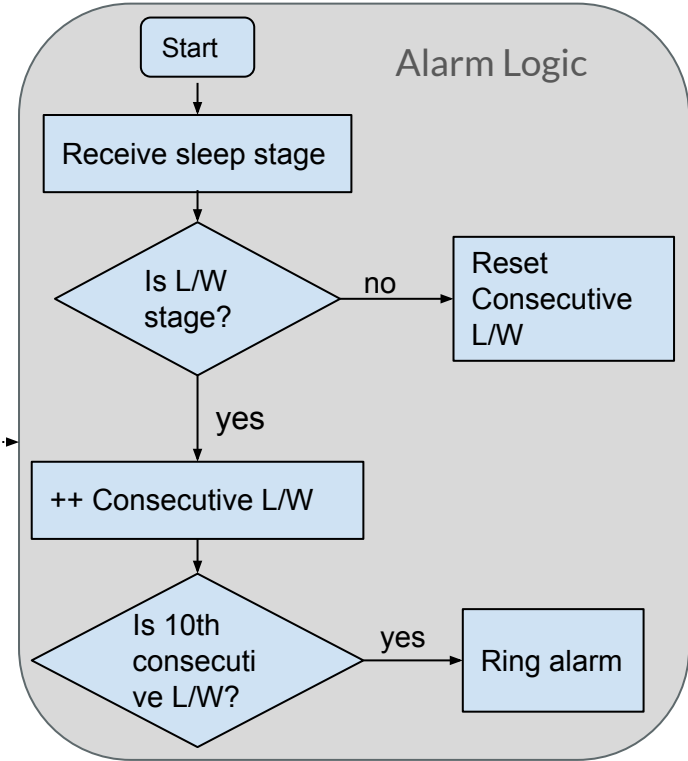 Start
Alarm Logic
Receive sleep stage
Is L/W
stage?
no
Reset
Consecutive
L/W
yes
++ Consecutive L/W
Is 10th
consecuti
ve L/W?
yes
Ring alarm